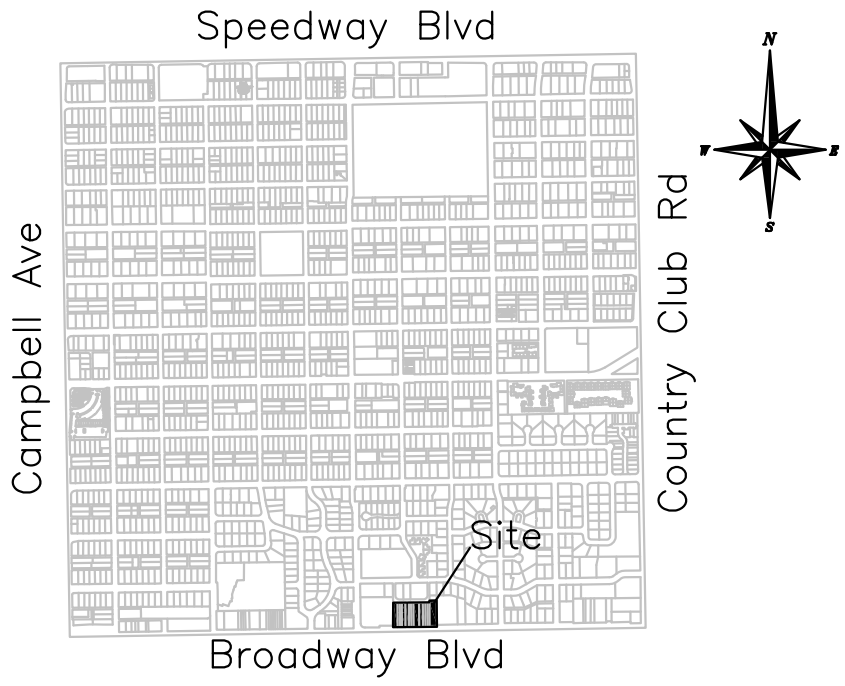 Speedway Blvd
N
W
E
S
Campbell Ave
Country Club Rd
Site
Broadway Blvd